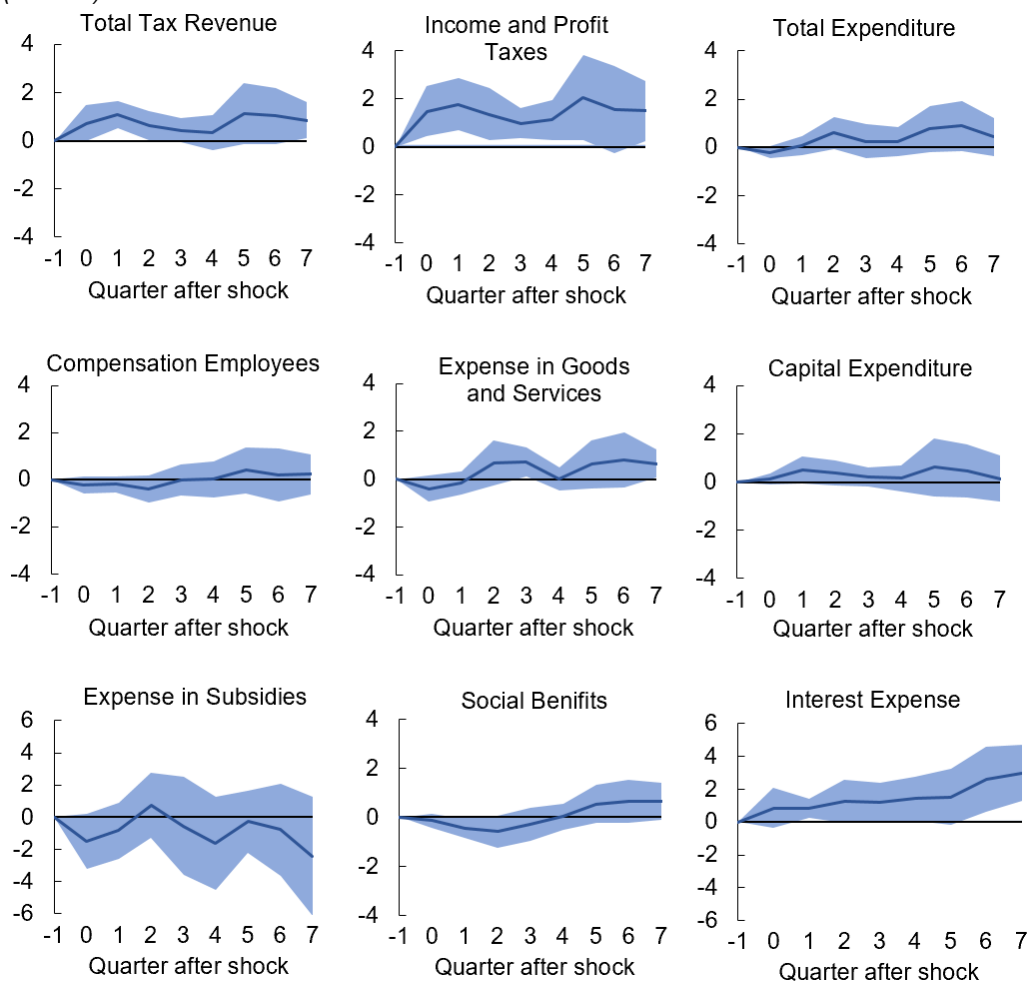 Total Tax Revenue
4
2
0
-2
-4
-1 0 1 2 3 4 5 6 7
Quarter after shock
Income and Profit
Taxes
4
2
0
-2
-4
-1 0 1 2 3 4 5 6 7
Quarter after shock
Total Expenditure
4
2
0
-2
-4
-1 0 1 2 3 4 5 6 7
Quarter after shock
Compensation Employees
4
2
0
-2
-4
-1 0 1 2 3 4 5 6 7
Quarter after shock
Expense in Goods
and Services
4
2
0
-2
-4
-1 0 1 2 3 4 5 6 7
Quarter after shock
Capital Expenditure
4
2
0
-2
-4
-1 0 1 2 3 4 5 6 7
Quarter after shock
Expense in Subsidies
6
4
2
0
-2
-4
-6
-1 0 1 2 3 4 5 6 7
Quarter after shock
Social Benifits
4
2
0
-2
-4
-1 0 1 2 3 4 5 6 7
Quarter after shock
Interest Expense
6
4
2
0
-2
-4
-6
-1 0 1 2 3 4 5 6 7
Quarter after shock